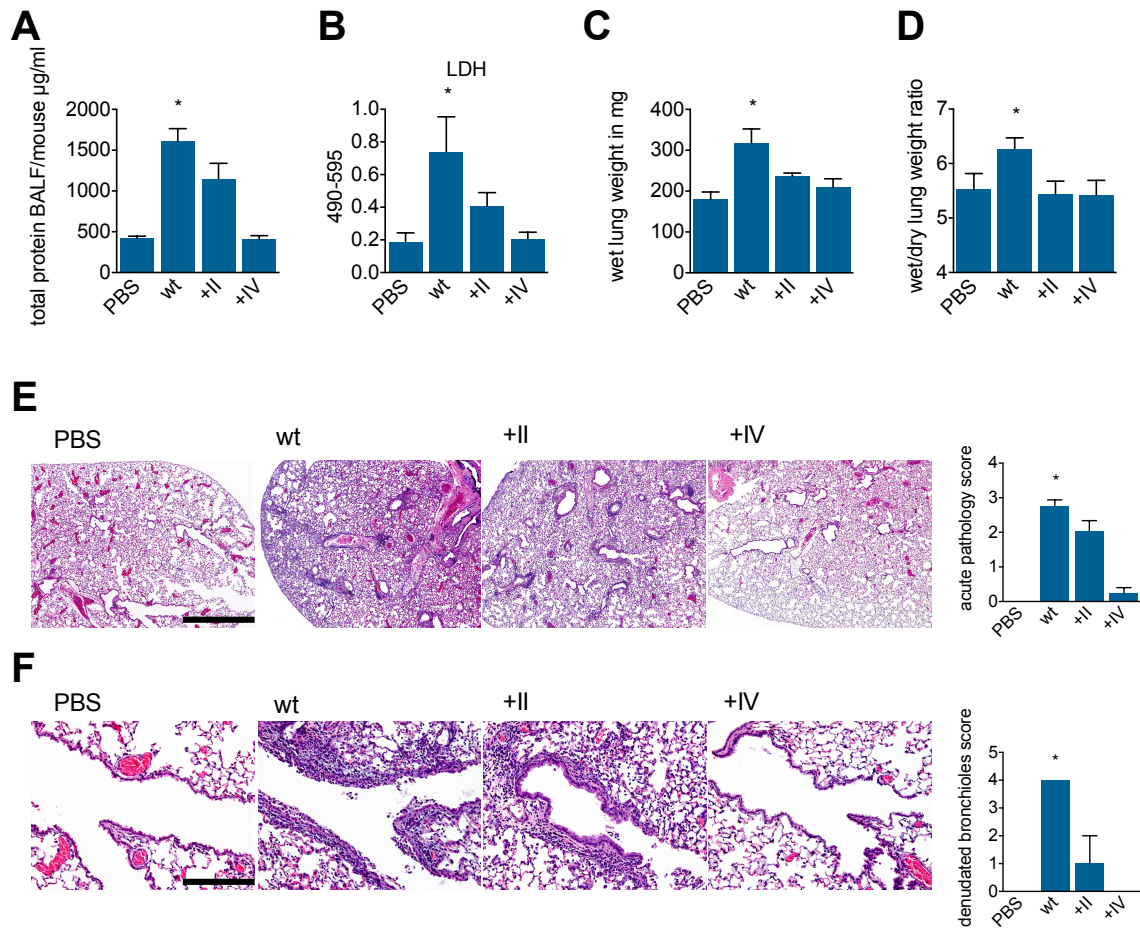 A
total protein BALF/mouse µg/ml
2000
1500
1000
500
0
*
PBS
wt
+II
+IV
B
LDH
490-595
1.0
0.8
0.6
0.4
0.2
0.0
*
PBS
wt
+II
+IV
C
wet lung weight in mg
400
300
200
100
0
*
PBS
wt
+II
+IV
D
wet/dry lung weight ratio
7
6
5
4
*
PBS
wt
+II
+IV
E
PBS
wt
+II
+IV
acute pathology score
4
3
2
1
0
*
PBS
wt
+II
+IV
F
PBS
wt
+II
+IV
denudated bronchioles score
5
4
3
2
1
0
*
PBS
wt
+II
+IV